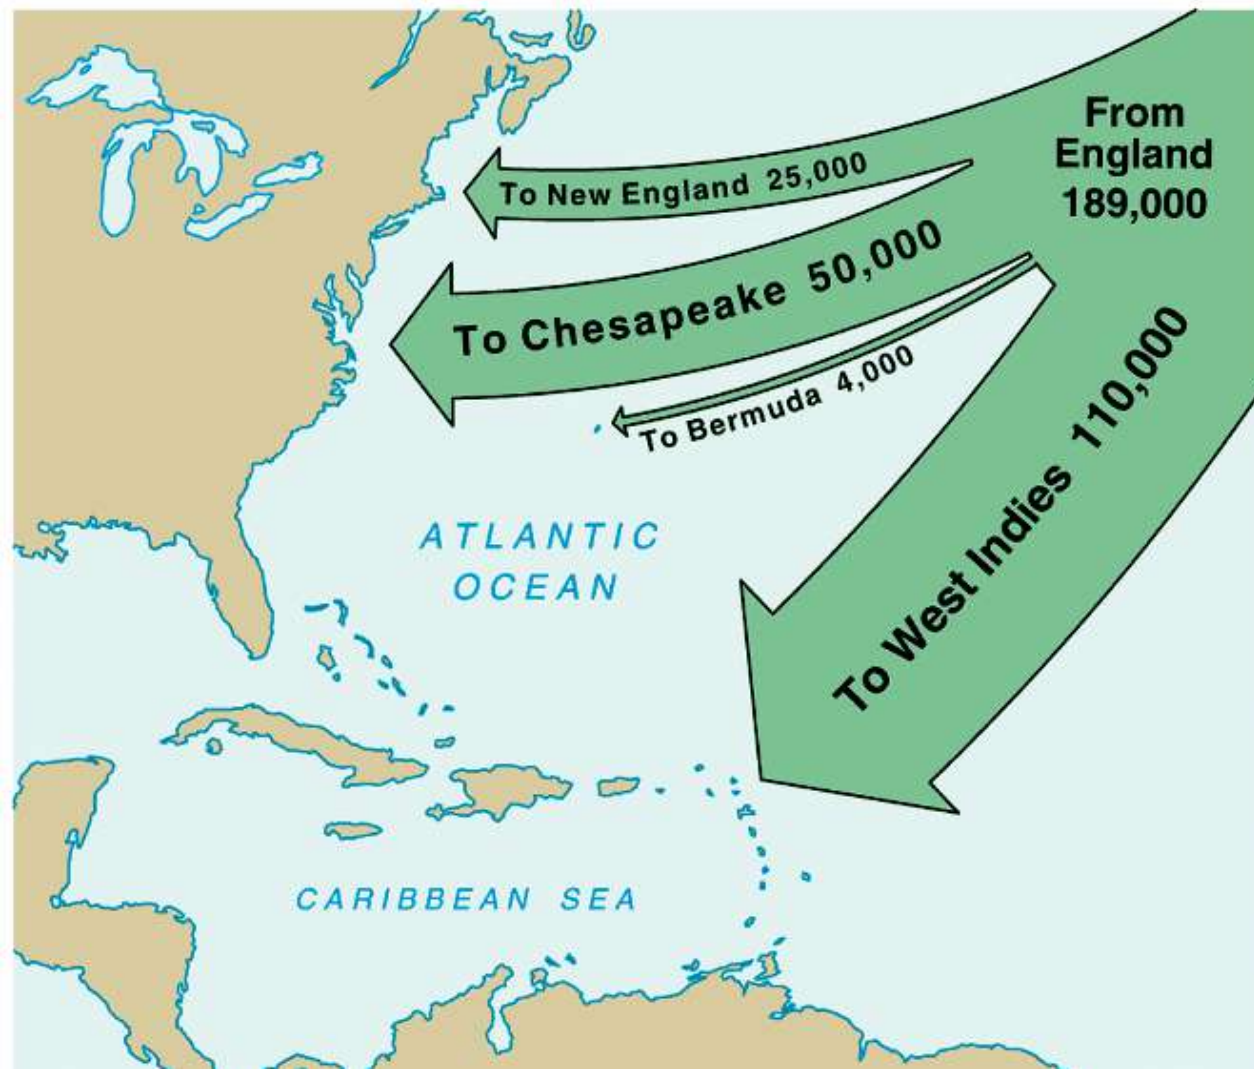 From
England
189,000
To New England 25,000
To Chesapeake 50,000
To Bermuda 4,000
To West Indies 110,000
ATLANTIC
OCEAN
CARIBBEAN SEA